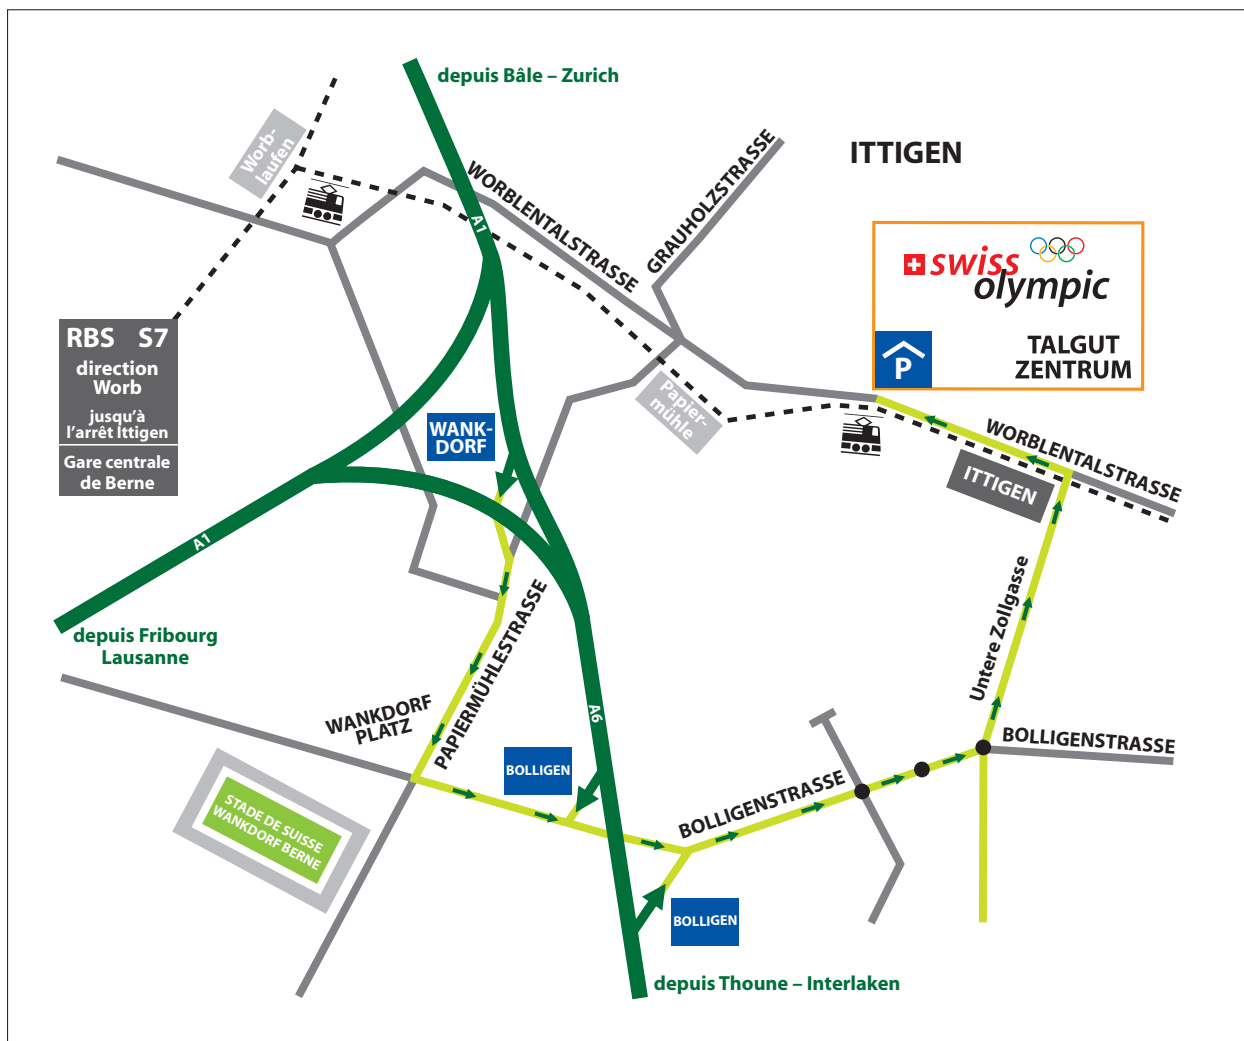 depuis Bâle – Zurich
Worb-
laufen
ITTIGEN
WORBLENTALSTRASSE
GRAUHOLZSTRASSE
A1
swiss
olympic
TALGUT
ZENTRUM
P
RBS S7
direction
Worb
jusqu'à
l'arrêt Ittigen
Gare centrale
de Berne
Papier-
mühle
WANK-
DORF
WORBLENTALSTRASSE
ITTIGEN
A1
depuis Fribourg
Lausanne
PAPIERMÜHLESTRASSE
Untere Zollgasse
WANKDORF
PLATZ
A6
BOLLIGENSTRASSE
BOLLIGEN
BOLLIGENSTRASSE
STADE DE SUISSE
WANKDORF BERNE
BOLLIGEN
depuis Thoune – Interlaken